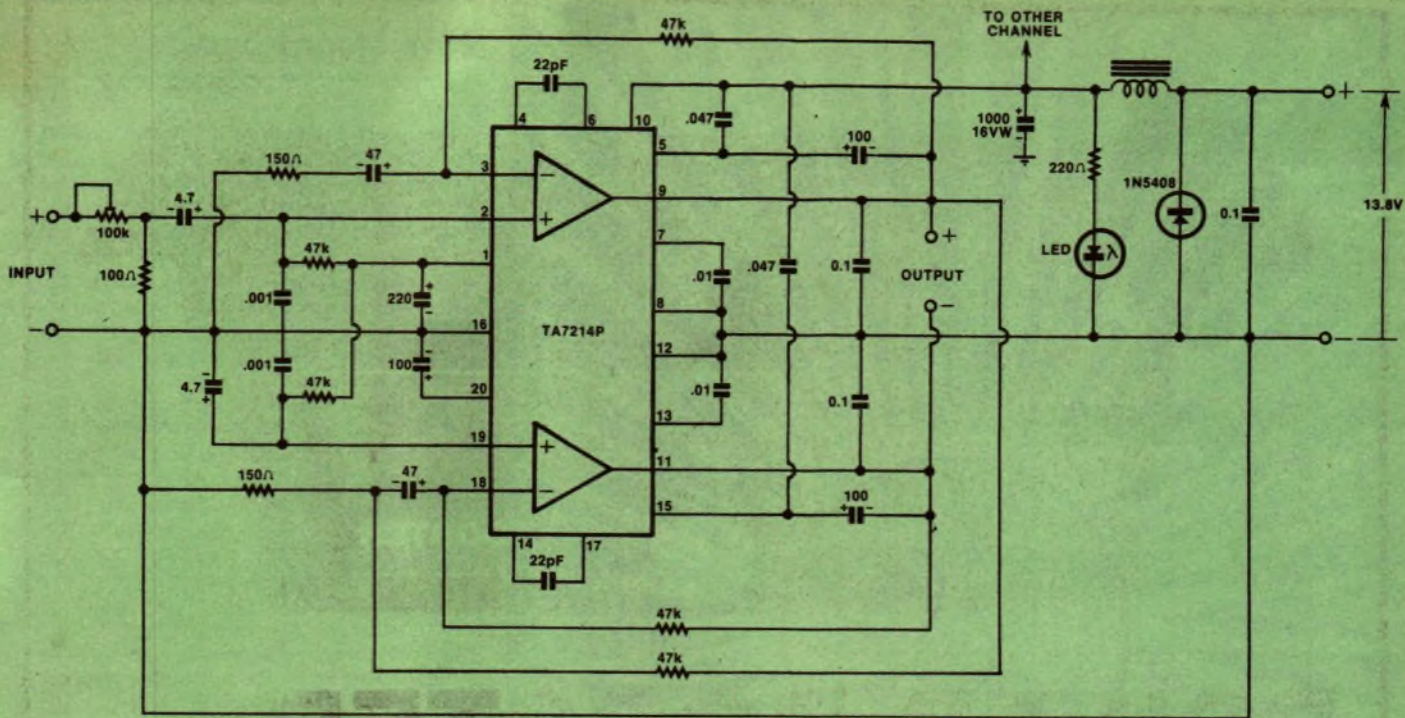 TO OTHER
CHANNEL
47k
22pF
4
6
10
.047
+
1000
16VW
-
+
13.8V
150Ω
- 47 +
3
-
5
100
+ -
220Ω
1N5408
0.1
+
100k
- 4.7 +
2
+
9
LED
λ
INPUT
100Ω
47k
1
7
.01
.047
0.1
+
OUTPUT
-
.001
+
220
-
8
-
16
TA7214P
-
4.7
+
.001
47k
-
100
+
20
12
.01
13
0.1
19
+
11
150Ω
- 47 +
18
-
15
100
+ -
14
17
22pF
47k
47k